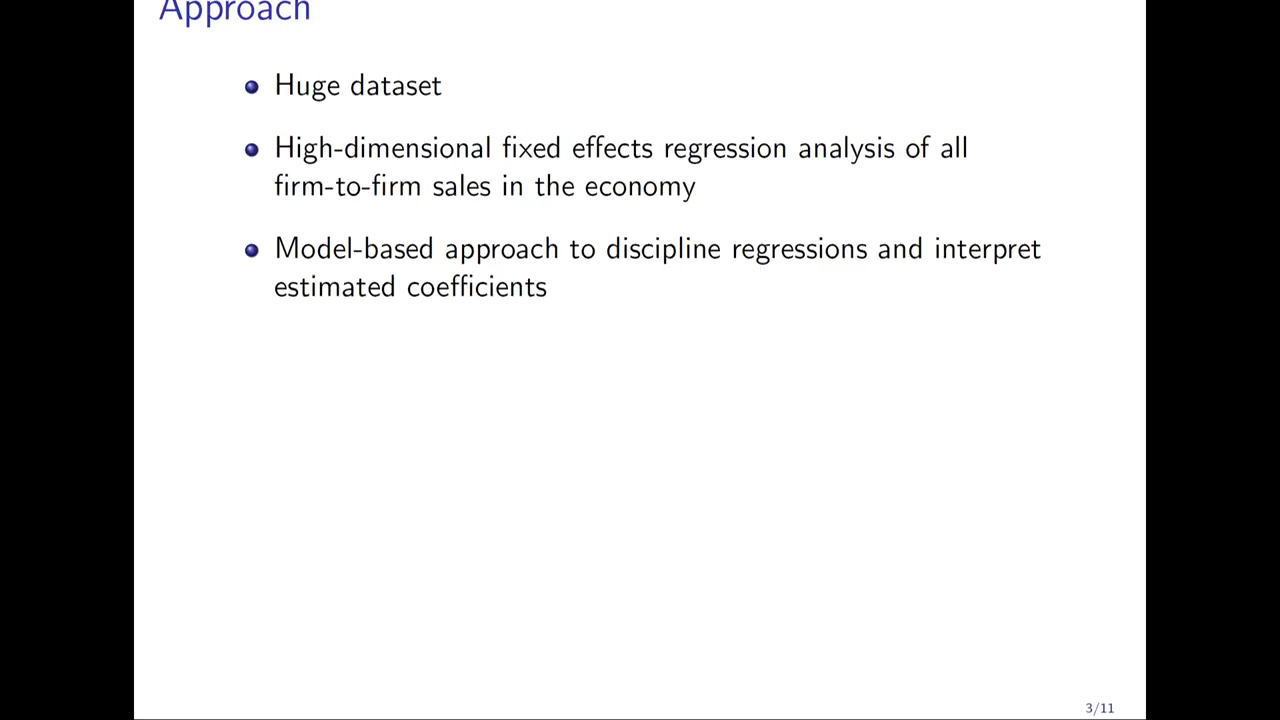 Approach
Huge dataset
High-dimensional fixed effects regression analysis of all
firm-to-firm sales in the economy
Model-based approach to discipline regressions and interpret
estimated coefficients
3/11